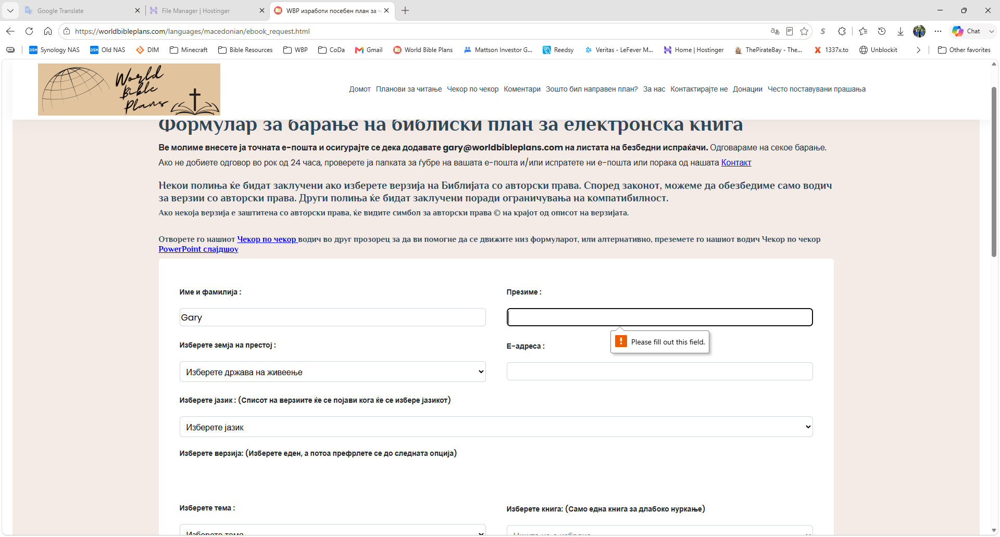 Google Translate
File Manager | Hostinger
WBP изработи посебен план за ч
https://worldbibleplans.com/languages/macedonian/ebook_request.html
Chat
Synology NAS
Old NAS
DIM
Minecraft
Bible Resources
WBP
CoDa
Gmail
World Bible Plans
Mattson Investor G...
Reedsy
Veritas - LeFever M...
Home | Hostinger
ThePirateBay - The...
1337x.to
Unblockit
Other favorites
World
Bible
Plans
Домот Планови за читање Чекор по чекор Коментари Зошто бил направен план? За нас Контактирајте не Донации Често поставувани прашања
Формулар за барање на библиски план за електронска книга
Ве молиме внесете ја точната е-пошта и осигурајте се дека додавате gary@worldbibleplans.com на листата на безбедни испраќачи. Одговараме на секое барање.
Ако не добиете одговор во рок од 24 часа, проверете ја папката за ѓубре на вашата е-пошта и/или испратете ни е-пошта или порака од нашата Контакт
Некои полиња ќе бидат заклучени ако изберете верзија на Библијата со авторски права. Според законот, можеме да обезбедиме само водич
за верзии со авторски права. Други полиња ќе бидат заклучени поради ограничувања на компатибилност.
Ако некоја верзија е заштитена со авторски права, ќе видите симбол за авторски права © на крајот од описот на верзијата.
Отворете го нашиот Чекор по чекор водич во друг прозорец за да ви помогне да се движите низ формуларот, или алтернативно, преземете го нашиот водич Чекор по чекор
PowerPoint слајдшоу
Име и фамилија :
Презиме :
Gary
Please fill out this field.
Изберете земја на престој :
Е-адреса :
Изберете држава на живеење
Изберете јазик : (Списот на верзиите ќе се појави кога ќе се избере јазикот)
Изберете јазик
Изберете верзија: (Изберете еден, а потоа префрлете се до следната опција)
Изберете тема :
Изберете книга: (Само една книга за длабоко нуркање)
Изберете тема